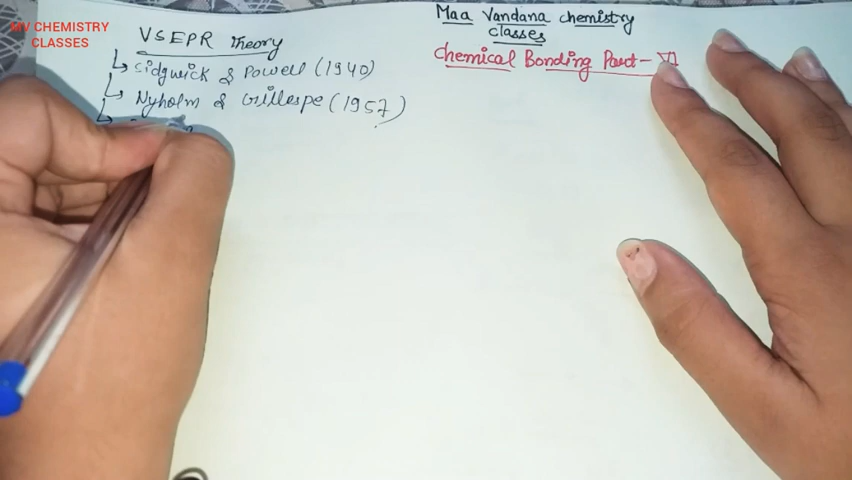 MV CHEMISTRY
CLASSES
VSEPR Theory
Sidgwick & Powell (1940)
Nyholm & Gillespe (1957)
Maa Vandana chemistry
classes
Chemical Bonding Part-VI